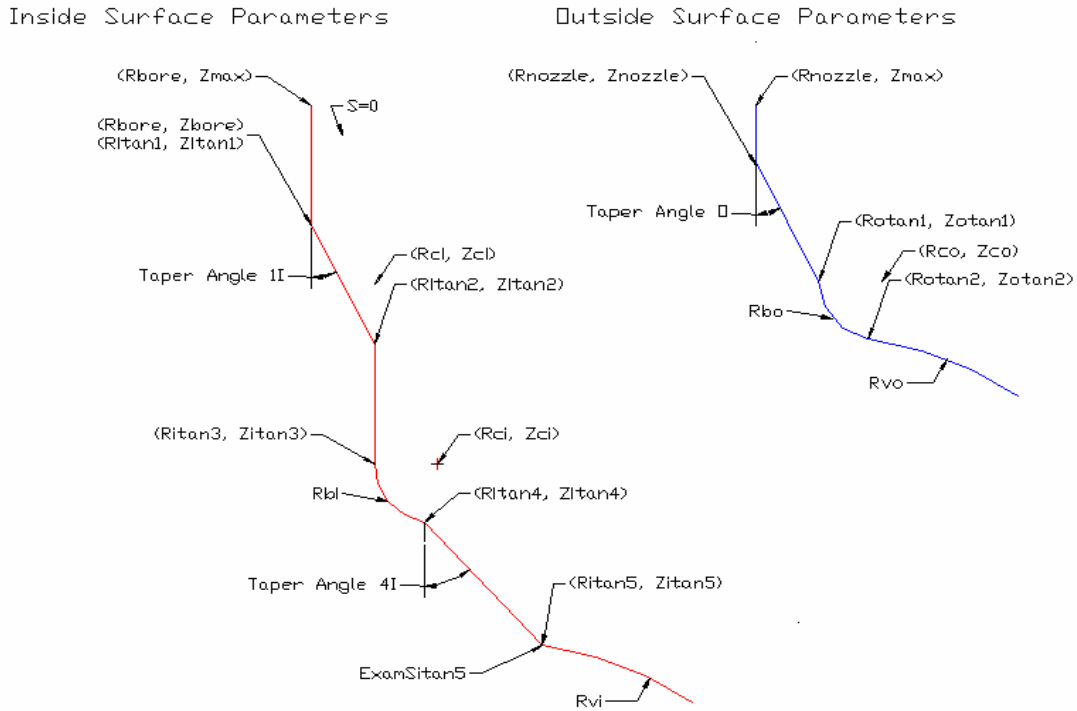 Inside Surface Parameters
Outside Surface Parameters
(Rbore, Zmax)
S=0
(Rbore, Zbore)
(RItan1, ZItan1)
Taper Angle 1I
(RcI, ZcI)
(RItan2, ZItan2)
(Ritan3, Zitan3)
(Rci, Zci)
RbI
(RItan4, ZItan4)
Taper Angle 4I
(Ritan5, Zitan5)
ExamSitan5
Rvi
(Rnozzle, Znozzle)
(Rnozzle, Zmax)
Taper Angle O
(Rotan1, Zotan1)
(Rco, Zco)
(Rotan2, Zotan2)
Rbo
Rvo